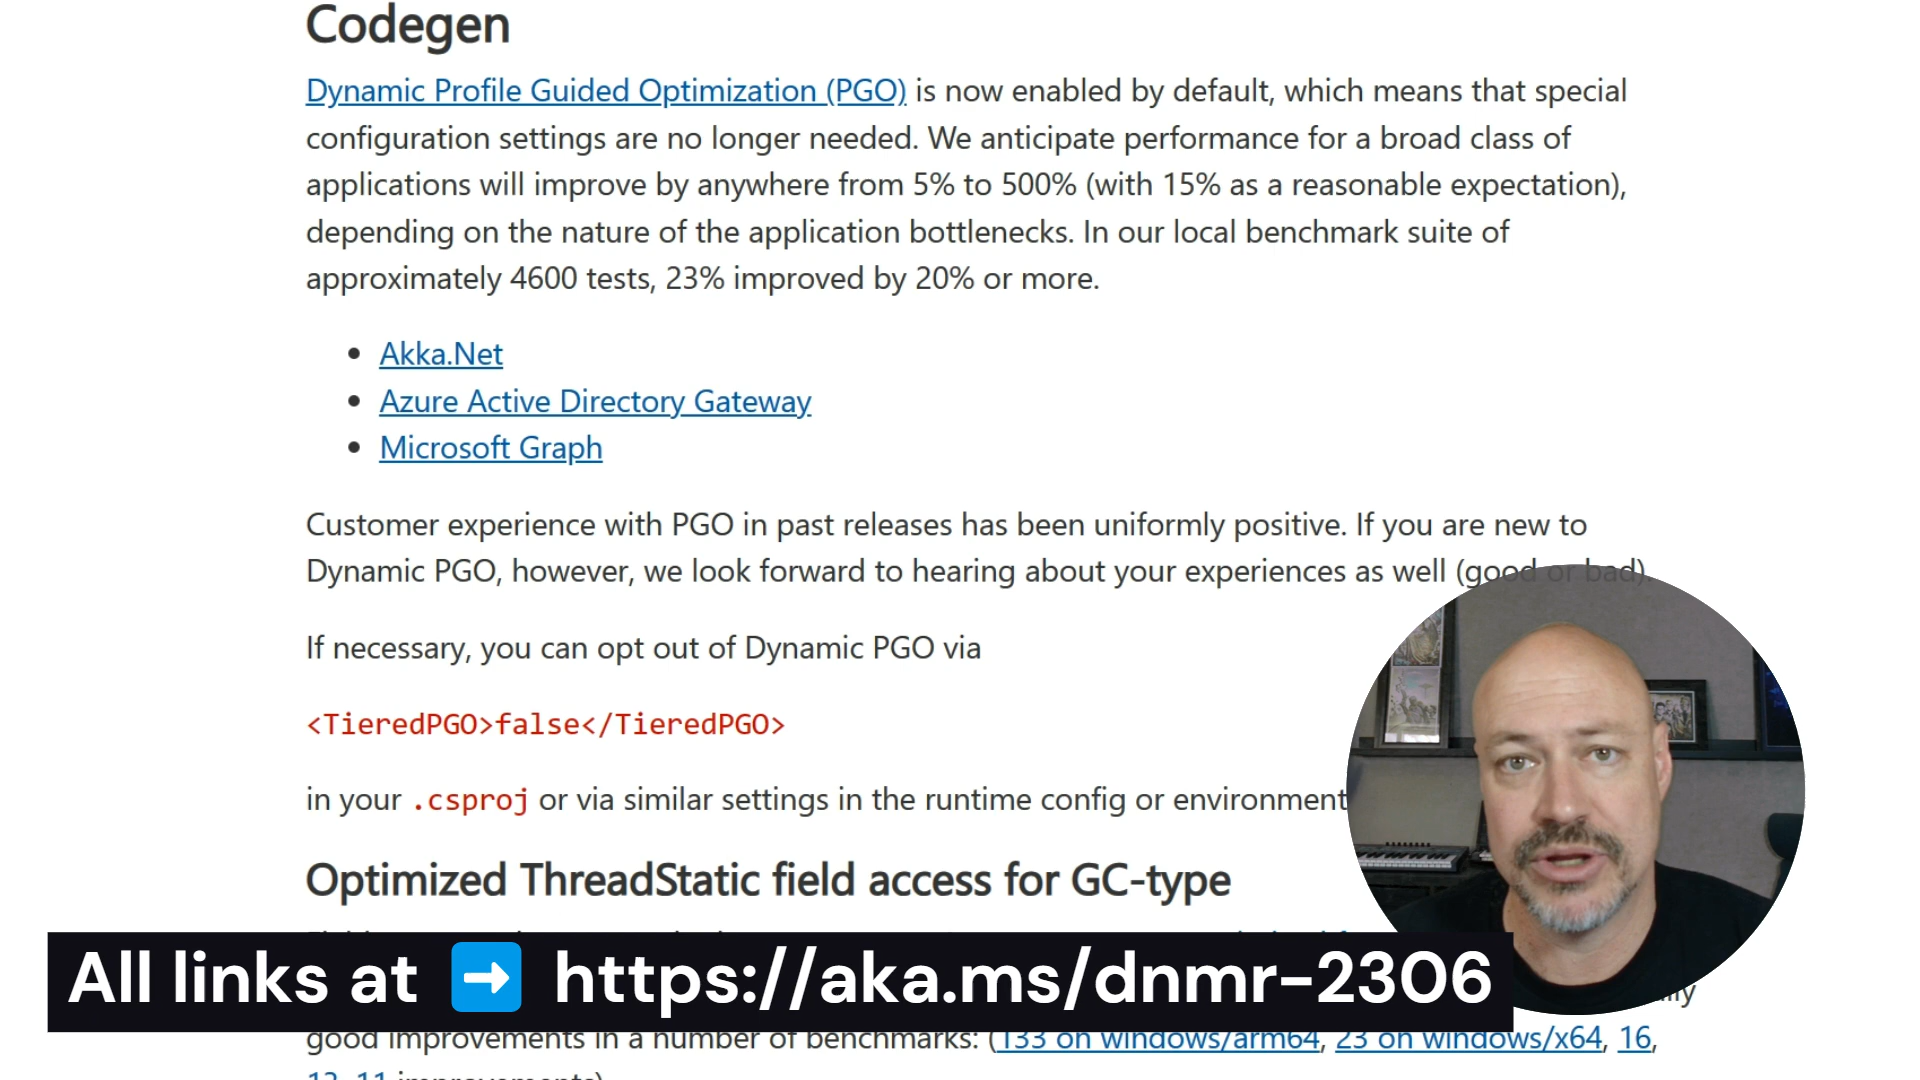 Codegen
Dynamic Profile Guided Optimization (PGO) is now enabled by default, which means that special
configuration settings are no longer needed. We anticipate performance for a broad class of
applications will improve by anywhere from 5% to 500% (with 15% as a reasonable expectation),
depending on the nature of the application bottlenecks. In our local benchmark suite of
approximately 4600 tests, 23% improved by 20% or more.
Akka.Net
Azure Active Directory Gateway
Microsoft Graph
Customer experience with PGO in past releases has been uniformly positive. If you are new to
Dynamic PGO, however, we look forward to hearing about your experiences as well (good or bad).
If necessary, you can opt out of Dynamic PGO via
<TieredPGO>false</TieredPGO>
in your .csproj or via similar settings in the runtime config or environment
Optimized ThreadStatic field access for GC-type
All links at ➡ https://aka.ms/dnmr-2306
good improvements in a number of benchmarks: (133 on windows/arm64, 23 on windows/x64, 16,